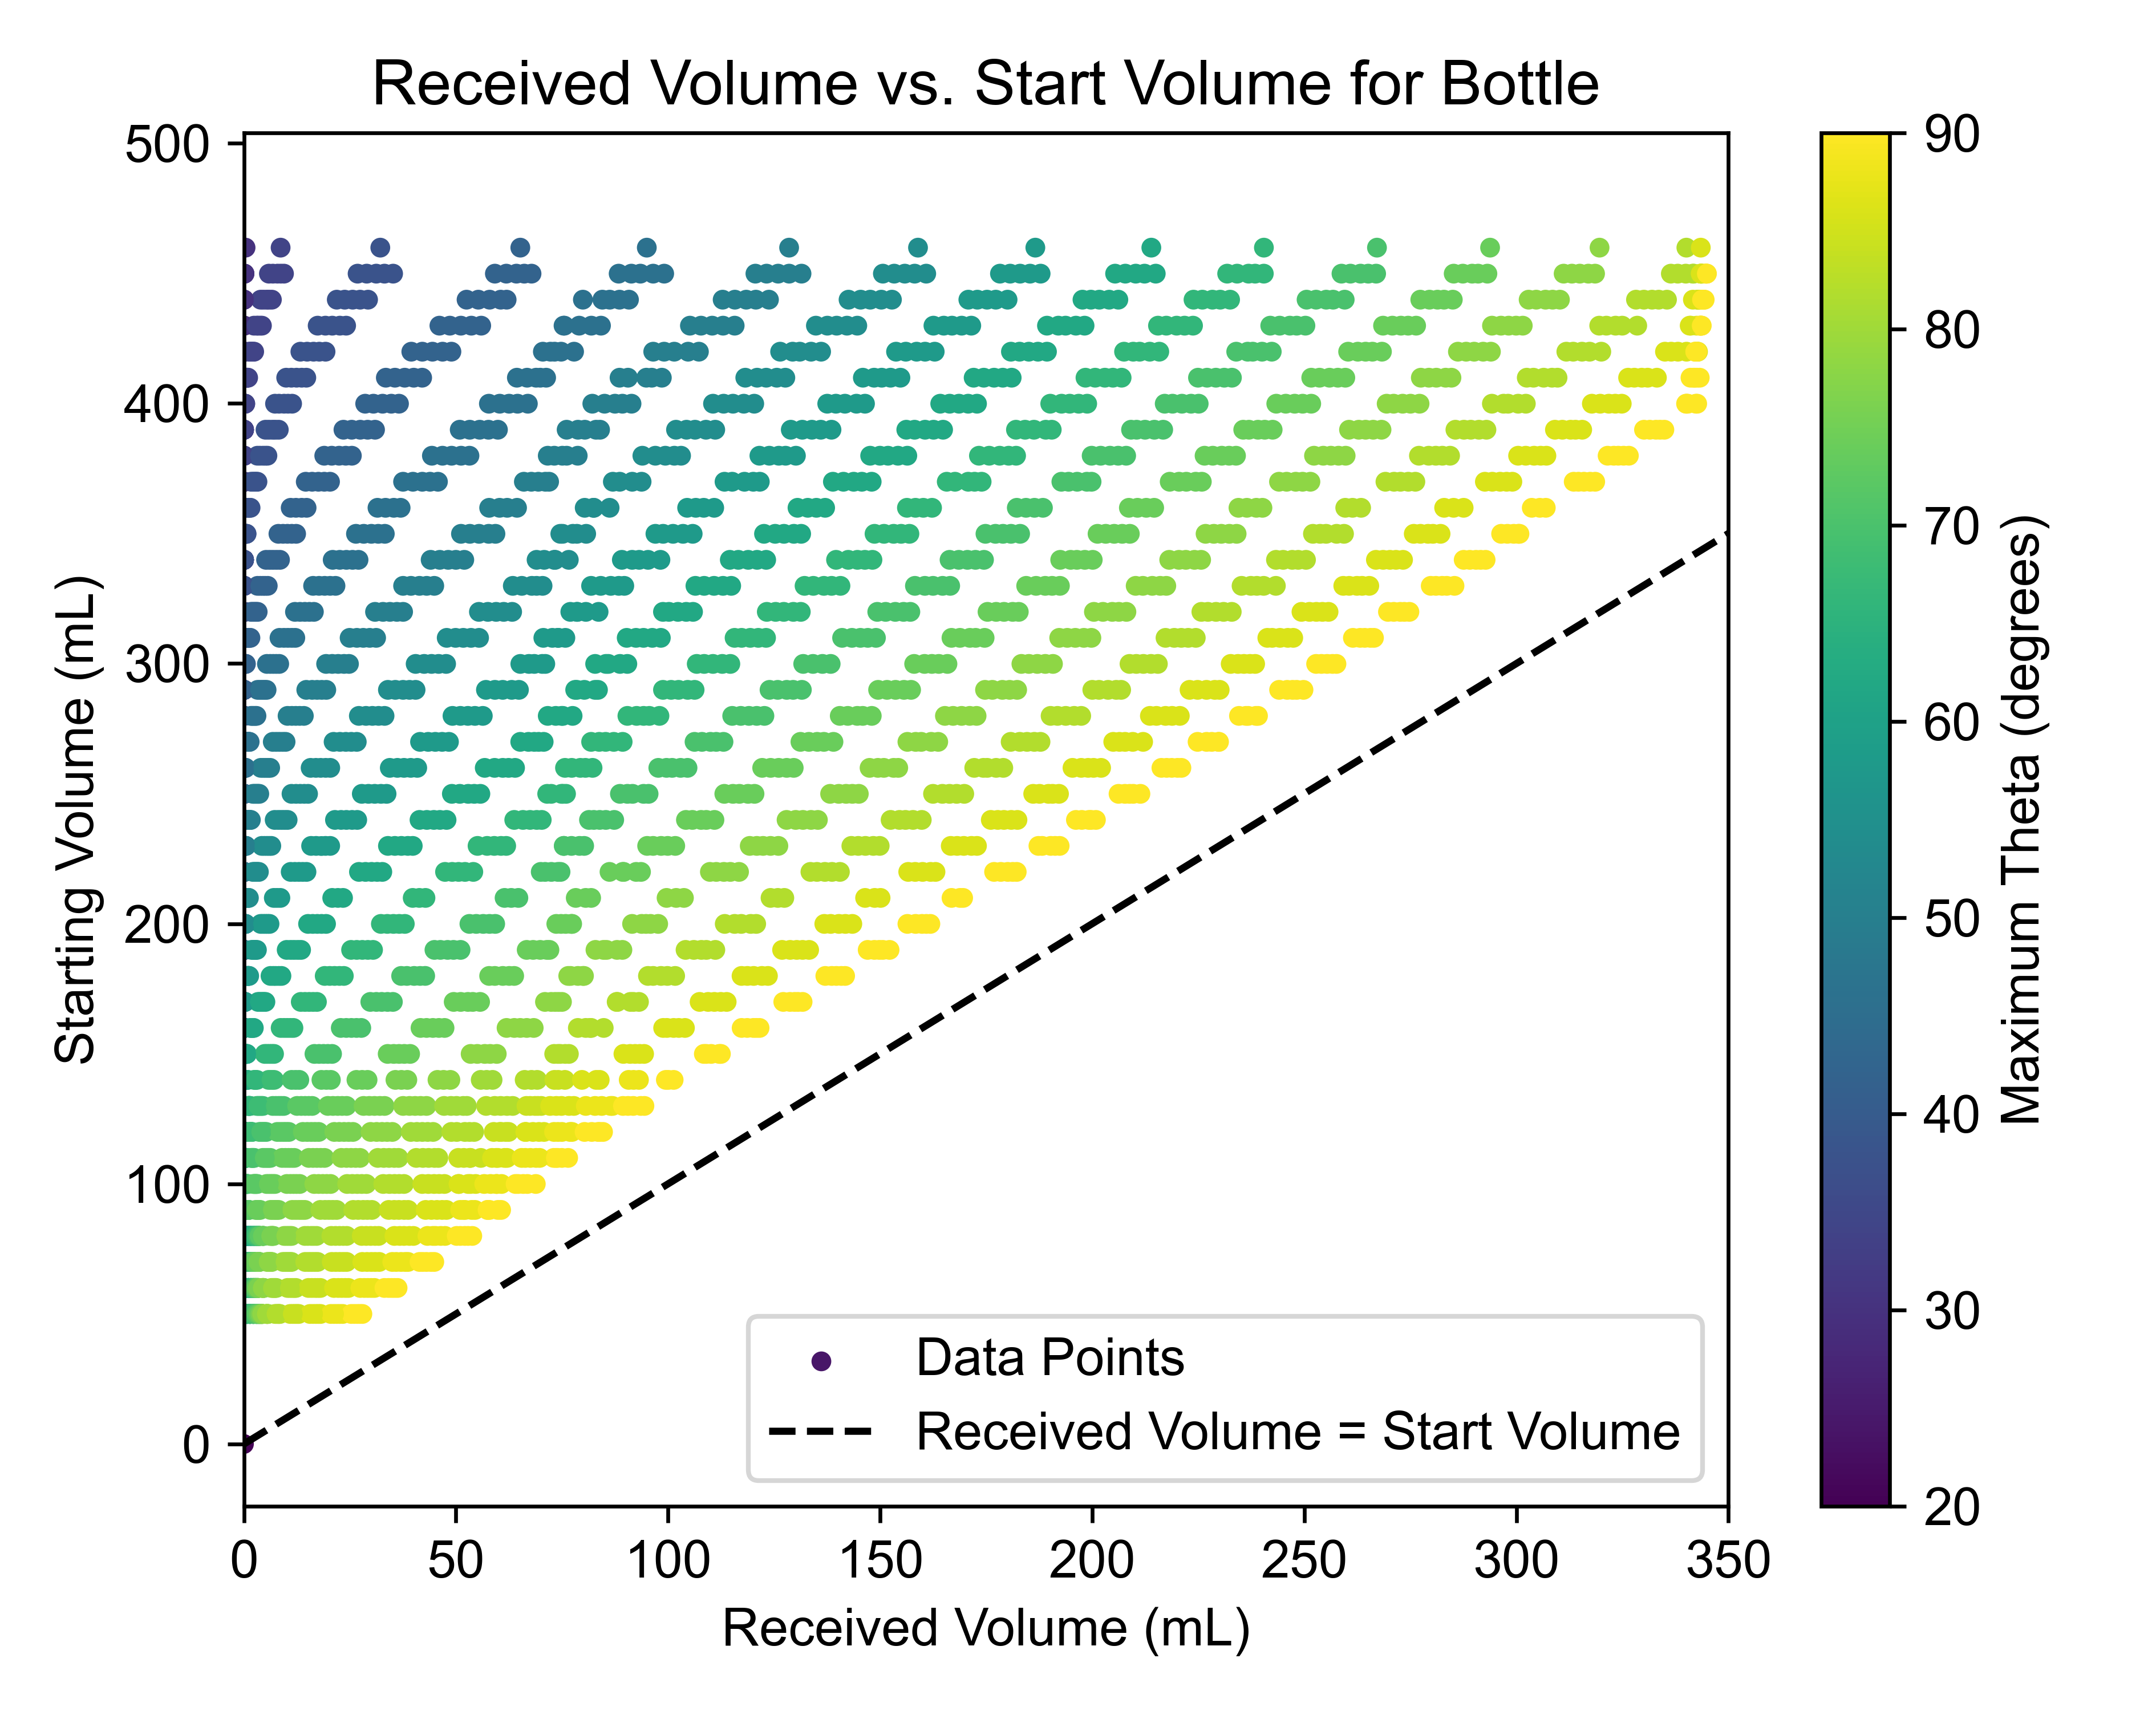 Received Volume vs. Start Volume for Bottle
500
400
300
200
100
0
Starting Volume (mL)
0 50 100 150 200 250 300 350
Received Volume (mL)
Data Points
Received Volume = Start Volume
90
80
70
60
50
40
30
20
Maximum Theta (degrees)